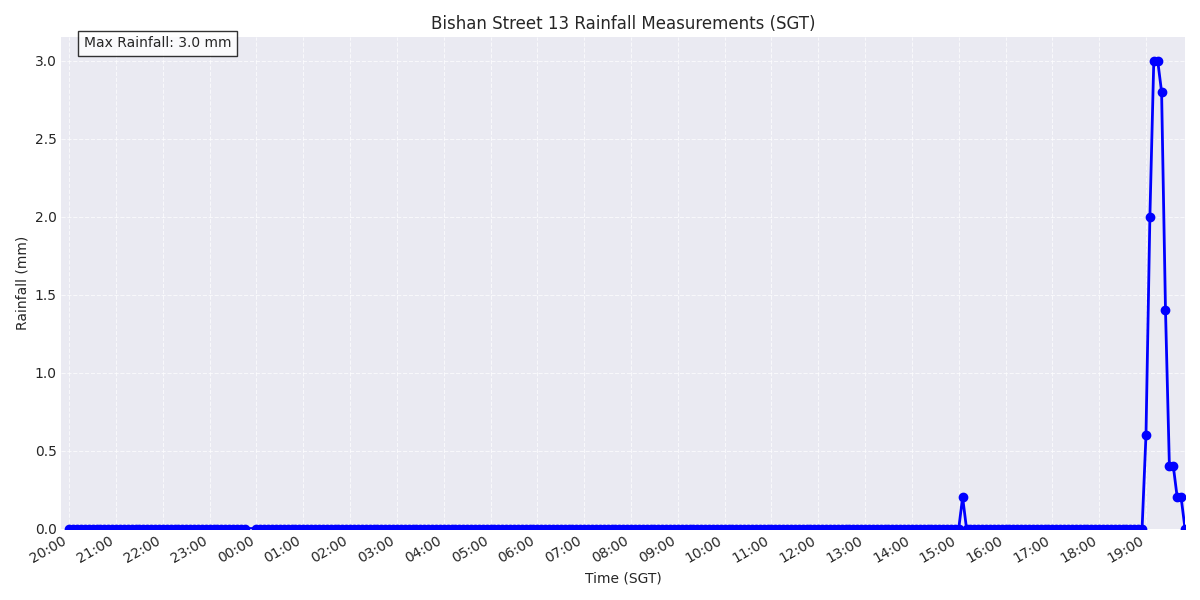 Bishan Street 13 Rainfall Measurements (SGT)
Max Rainfall: 3.0 mm
3.0
2.5
2.0
1.5
1.0
0.5
0.0
Rainfall (mm)
20:00 21:00 22:00 23:00 00:00 01:00 02:00 03:00 04:00 05:00 06:00 07:00 08:00 09:00 10:00 11:00 12:00 13:00 14:00 15:00 16:00 17:00 18:00 19:00
Time (SGT)